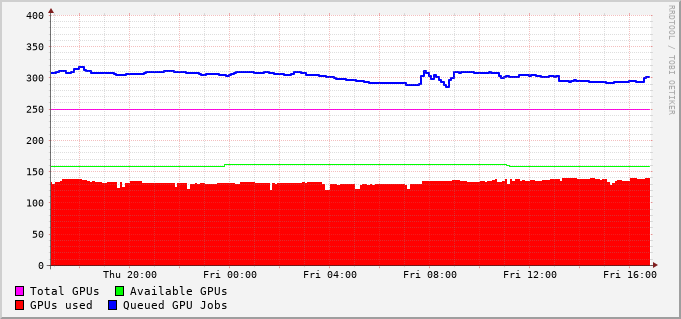 400
350
300
250
200
150
100
50
0
Thu 20:00 Fri 00:00 Fri 04:00 Fri 08:00 Fri 12:00 Fri 16:00
Total GPUs Available GPUs
GPUs used Queued GPU Jobs
RRDTOOL / TOBI OETIKER